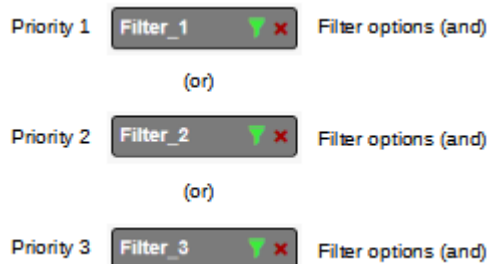 Priority 1 Filter_1 Filter options (and)
(or)
Priority 2 Filter_2 Filter options (and)
(or)
Priority 3 Filter_3 Filter options (and)